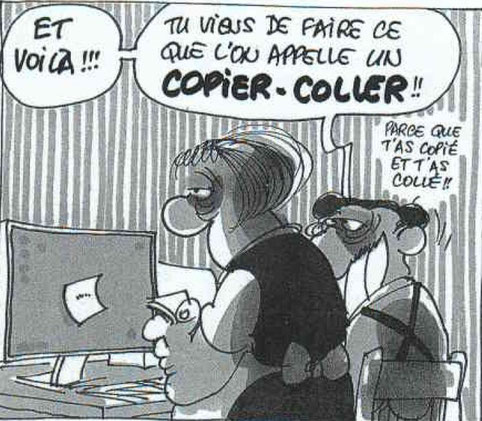 ET
VOILÀ !!!
TU VIENS DE FAIRE CE
QUE L'ON APPELLE UN
COPIER-COLLER !!
PARCE QUE
T'AS COPIÉ
ET T'AS
COLLÉ !!